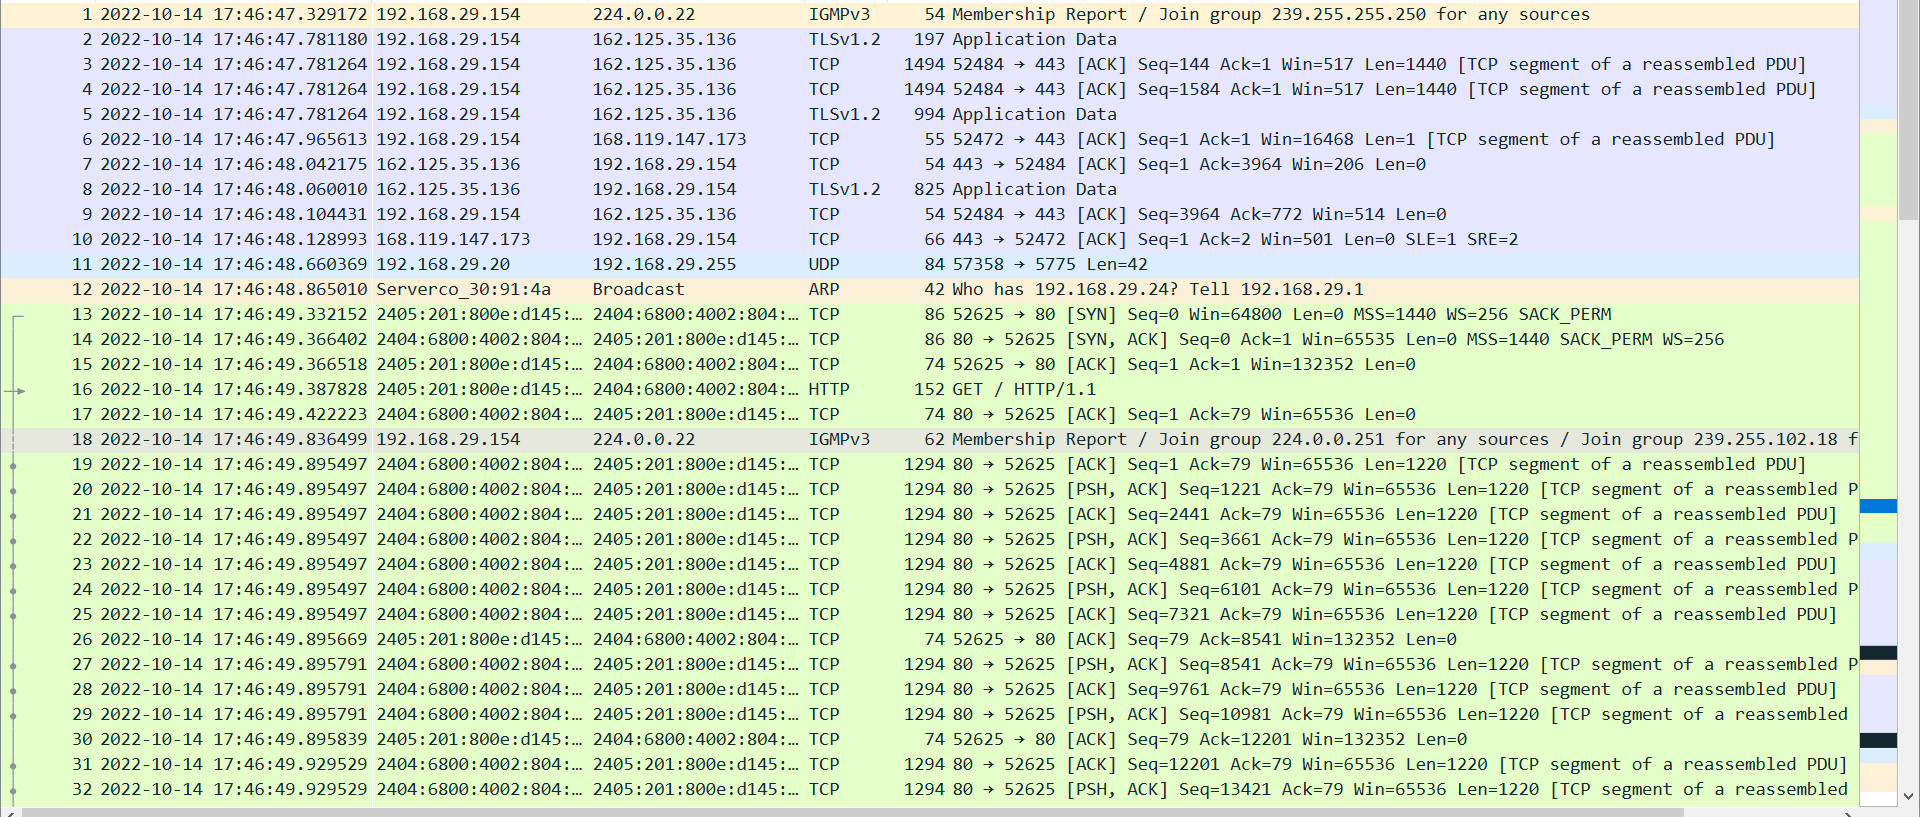 1 2022-10-14 17:46:47.329172 192.168.29.154 224.0.0.22 IGMPv3 54 Membership Report / Join group 239.255.255.250 for any sources
2 2022-10-14 17:46:47.781180 192.168.29.154 162.125.35.136 TLSv1.2 197 Application Data
3 2022-10-14 17:46:47.781264 192.168.29.154 162.125.35.136 TCP 1494 52484 → 443 [ACK] Seq=144 Ack=1 Win=517 Len=1440 [TCP segment of a reassembled PDU]
4 2022-10-14 17:46:47.781264 192.168.29.154 162.125.35.136 TCP 1494 52484 → 443 [ACK] Seq=1584 Ack=1 Win=517 Len=1440 [TCP segment of a reassembled PDU]
5 2022-10-14 17:46:47.781264 192.168.29.154 162.125.35.136 TLSv1.2 994 Application Data
6 2022-10-14 17:46:47.965613 192.168.29.154 168.119.147.173 TCP 55 52472 → 443 [ACK] Seq=1 Ack=1 Win=16468 Len=1 [TCP segment of a reassembled PDU]
7 2022-10-14 17:46:48.042175 162.125.35.136 192.168.29.154 TCP 54 443 → 52484 [ACK] Seq=1 Ack=3964 Win=206 Len=0
8 2022-10-14 17:46:48.060010 162.125.35.136 192.168.29.154 TLSv1.2 825 Application Data
9 2022-10-14 17:46:48.104431 192.168.29.154 162.125.35.136 TCP 54 52484 → 443 [ACK] Seq=3964 Ack=772 Win=514 Len=0
10 2022-10-14 17:46:48.128993 168.119.147.173 192.168.29.154 TCP 66 443 → 52472 [ACK] Seq=1 Ack=2 Win=501 Len=0 SLE=1 SRE=2
11 2022-10-14 17:46:48.660369 192.168.29.20 192.168.29.255 UDP 84 57358 → 5775 Len=42
12 2022-10-14 17:46:48.865010 Serverco_30:91:4a Broadcast ARP 42 Who has 192.168.29.24? Tell 192.168.29.1
13 2022-10-14 17:46:49.332152 2405:201:800e:d145:… 2404:6800:4002:804:… TCP 86 52625 → 80 [SYN] Seq=0 Win=64800 Len=0 MSS=1440 WS=256 SACK_PERM
14 2022-10-14 17:46:49.366402 2404:6800:4002:804:… 2405:201:800e:d145:… TCP 86 80 → 52625 [SYN, ACK] Seq=0 Ack=1 Win=65535 Len=0 MSS=1440 SACK_PERM WS=256
15 2022-10-14 17:46:49.366518 2405:201:800e:d145:… 2404:6800:4002:804:… TCP 74 52625 → 80 [ACK] Seq=1 Ack=1 Win=132352 Len=0
16 2022-10-14 17:46:49.387828 2405:201:800e:d145:… 2404:6800:4002:804:… HTTP 152 GET / HTTP/1.1
17 2022-10-14 17:46:49.422223 2404:6800:4002:804:… 2405:201:800e:d145:… TCP 74 80 → 52625 [ACK] Seq=1 Ack=79 Win=65536 Len=0
18 2022-10-14 17:46:49.836499 192.168.29.154 224.0.0.22 IGMPv3 62 Membership Report / Join group 224.0.0.251 for any sources / Join group 239.255.102.18 f
19 2022-10-14 17:46:49.895497 2404:6800:4002:804:… 2405:201:800e:d145:… TCP 1294 80 → 52625 [ACK] Seq=1 Ack=79 Win=65536 Len=1220 [TCP segment of a reassembled PDU]
20 2022-10-14 17:46:49.895497 2404:6800:4002:804:… 2405:201:800e:d145:… TCP 1294 80 → 52625 [PSH, ACK] Seq=1221 Ack=79 Win=65536 Len=1220 [TCP segment of a reassembled P
21 2022-10-14 17:46:49.895497 2404:6800:4002:804:… 2405:201:800e:d145:… TCP 1294 80 → 52625 [ACK] Seq=2441 Ack=79 Win=65536 Len=1220 [TCP segment of a reassembled PDU]
22 2022-10-14 17:46:49.895497 2404:6800:4002:804:… 2405:201:800e:d145:… TCP 1294 80 → 52625 [PSH, ACK] Seq=3661 Ack=79 Win=65536 Len=1220 [TCP segment of a reassembled P
23 2022-10-14 17:46:49.895497 2404:6800:4002:804:… 2405:201:800e:d145:… TCP 1294 80 → 52625 [ACK] Seq=4881 Ack=79 Win=65536 Len=1220 [TCP segment of a reassembled PDU]
24 2022-10-14 17:46:49.895497 2404:6800:4002:804:… 2405:201:800e:d145:… TCP 1294 80 → 52625 [PSH, ACK] Seq=6101 Ack=79 Win=65536 Len=1220 [TCP segment of a reassembled P
25 2022-10-14 17:46:49.895497 2404:6800:4002:804:… 2405:201:800e:d145:… TCP 1294 80 → 52625 [ACK] Seq=7321 Ack=79 Win=65536 Len=1220 [TCP segment of a reassembled PDU]
26 2022-10-14 17:46:49.895669 2405:201:800e:d145:… 2404:6800:4002:804:… TCP 74 52625 → 80 [ACK] Seq=79 Ack=8541 Win=132352 Len=0
27 2022-10-14 17:46:49.895791 2404:6800:4002:804:… 2405:201:800e:d145:… TCP 1294 80 → 52625 [PSH, ACK] Seq=8541 Ack=79 Win=65536 Len=1220 [TCP segment of a reassembled P
28 2022-10-14 17:46:49.895791 2404:6800:4002:804:… 2405:201:800e:d145:… TCP 1294 80 → 52625 [ACK] Seq=9761 Ack=79 Win=65536 Len=1220 [TCP segment of a reassembled PDU]
29 2022-10-14 17:46:49.895791 2404:6800:4002:804:… 2405:201:800e:d145:… TCP 1294 80 → 52625 [PSH, ACK] Seq=10981 Ack=79 Win=65536 Len=1220 [TCP segment of a reassembled
30 2022-10-14 17:46:49.895839 2405:201:800e:d145:… 2404:6800:4002:804:… TCP 74 52625 → 80 [ACK] Seq=79 Ack=12201 Win=132352 Len=0
31 2022-10-14 17:46:49.929529 2404:6800:4002:804:… 2405:201:800e:d145:… TCP 1294 80 → 52625 [ACK] Seq=12201 Ack=79 Win=65536 Len=1220 [TCP segment of a reassembled PDU]
32 2022-10-14 17:46:49.929529 2404:6800:4002:804:… 2405:201:800e:d145:… TCP 1294 80 → 52625 [PSH, ACK] Seq=13421 Ack=79 Win=65536 Len=1220 [TCP segment of a reassembled